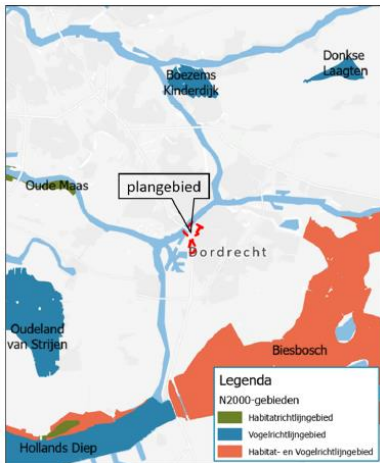 Donkse
Laagten
Boezems
Kinderdijk
Oude Maas
plangebied
Dordrecht
Oudeland
van Strijen
Biesbosch
Hollands Diep
Legenda
N2000-gebieden
Habitatrichtlijngebied
Vogelrichtlijngebied
Habitat- en Vogelrichtlijngebied